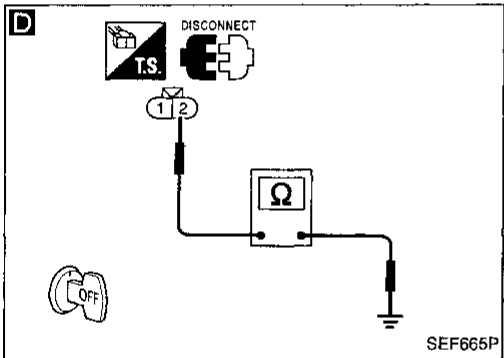 D
DISCONNECT
T.S.
1 2
Ω
OFF
SEF665P